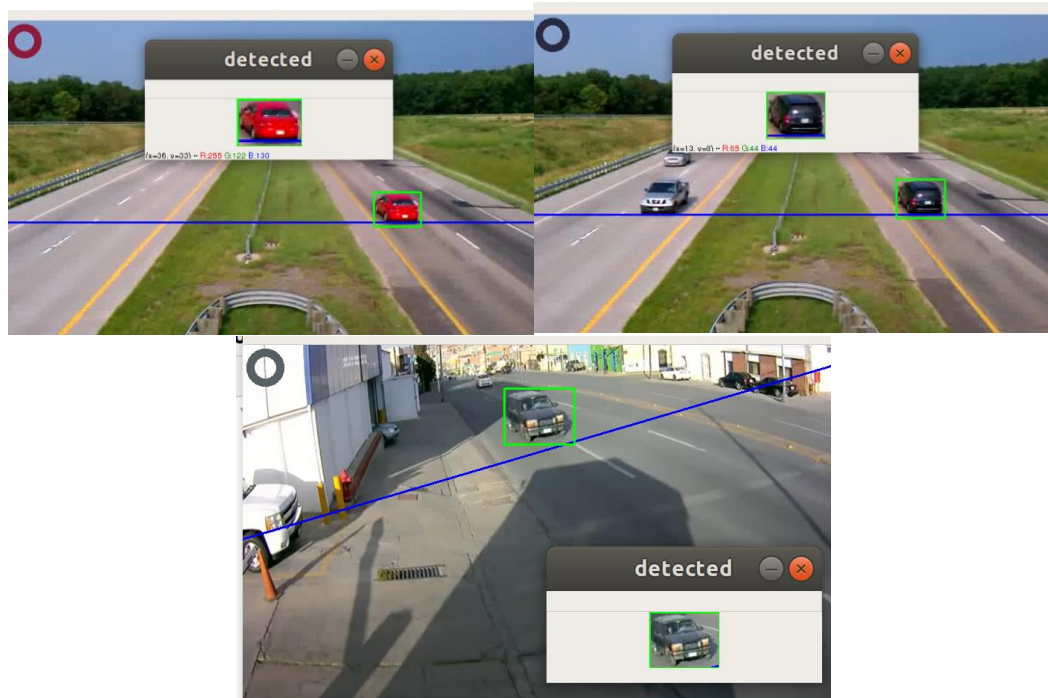 detected
(x=36, y=33) ~ R:255 G:122 B:130
detected
(x=13, y=8) ~ R:65 G:44 B:44
detected